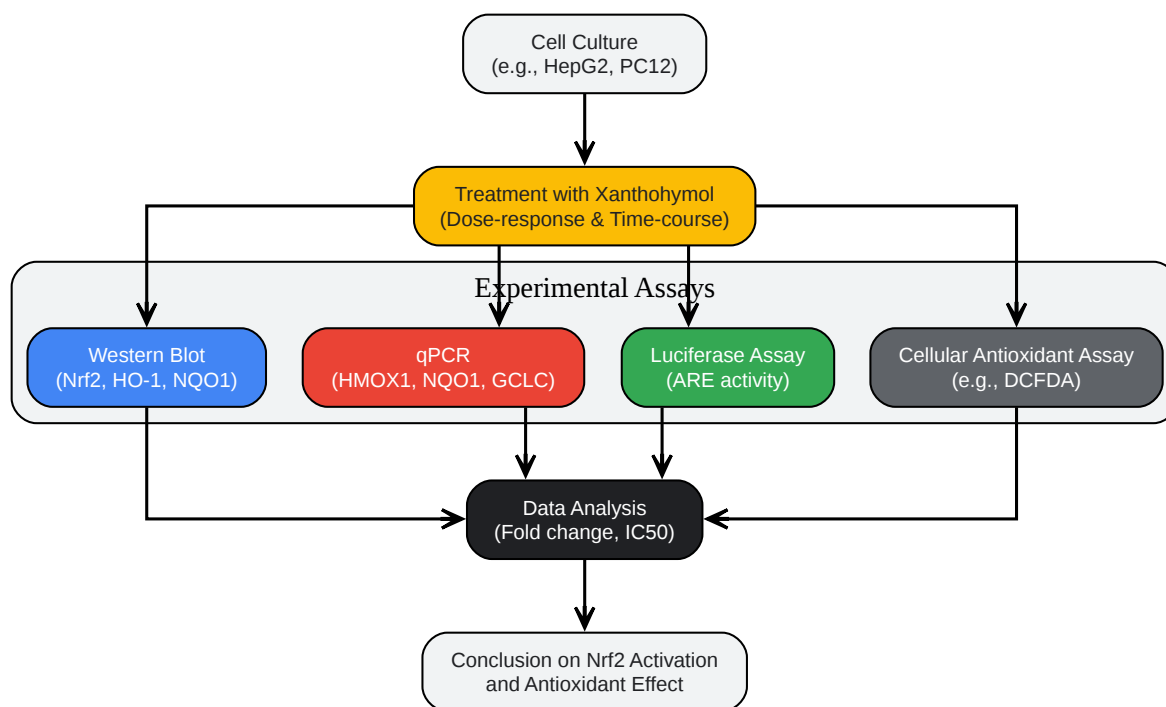 Cell Culture
(e.g., HepG2, PC12)
Treatment with Xanthohymol
(Dose-response & Time-course)
Experimental Assays
Western Blot
(Nrf2, HO-1, NQO1)
qPCR
(HMOX1, NQO1, GCLC)
Luciferase Assay
(ARE activity)
Cellular Antioxidant Assay
(e.g., DCFDA)
Data Analysis
(Fold change, IC50)
Conclusion on Nrf2 Activation
and Antioxidant Effect